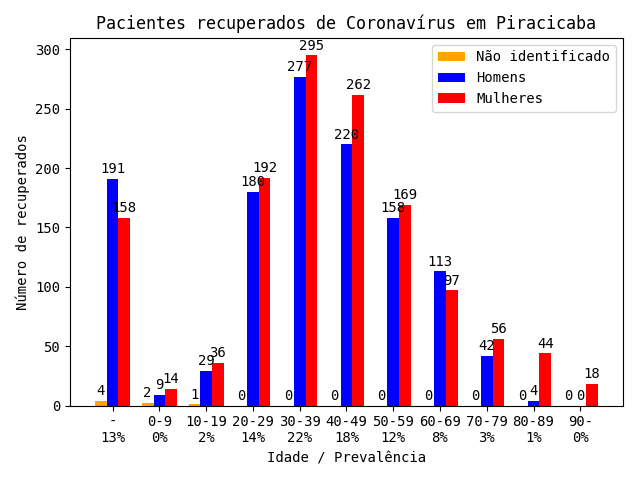 Pacientes recuperados de Coronavírus em Piracicaba
Não identificado
Homens
Mulheres
Número de recuperados
300
250
200
150
100
50
0
4 191 158
2 9 14
1 29 36
0 180 192
0 277 295
0 220 262
0 158 169
0 113 97
0 42 56
0 4 44
0 0 18
- 0-9 10-19 20-29 30-39 40-49 50-59 60-69 70-79 80-89 90-
13% 0% 2% 14% 22% 18% 12% 8% 3% 1% 0%
Idade / Prevalência